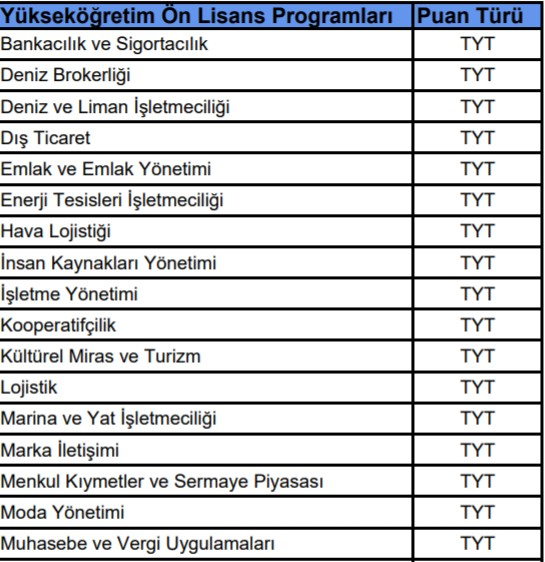 Yükseköğretim Ön Lisans Programları Puan Türü
Bankacılık ve Sigortacılık TYT
Deniz Brokerliği TYT
Deniz ve Liman İşletmeciliği TYT
Dış Ticaret TYT
Emlak ve Emlak Yönetimi TYT
Enerji Tesisleri İşletmeciliği TYT
Hava Lojistiği TYT
İnsan Kaynakları Yönetimi TYT
İşletme Yönetimi TYT
Kooperatifçilik TYT
Kültürel Miras ve Turizm TYT
Lojistik TYT
Marina ve Yat İşletmeciliği TYT
Marka İletişimi TYT
Menkul Kıymetler ve Sermaye Piyasası TYT
Moda Yönetimi TYT
Muhasebe ve Vergi Uygulamaları TYT